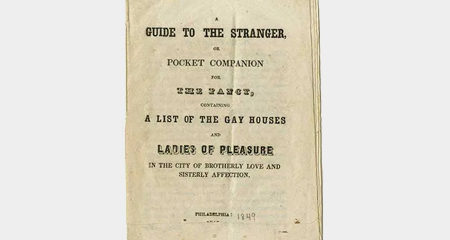 A
GUIDE TO THE STRANGER,
OR
POCKET COMPANION
FOR
THE FANCY,
CONTAINING
A LIST OF THE GAY HOUSES
AND
LADIES OF PLEASURE
IN THE CITY OF BROTHERLY LOVE AND
SISTERLY AFFECTION.
PHILADELPHIA: 1849